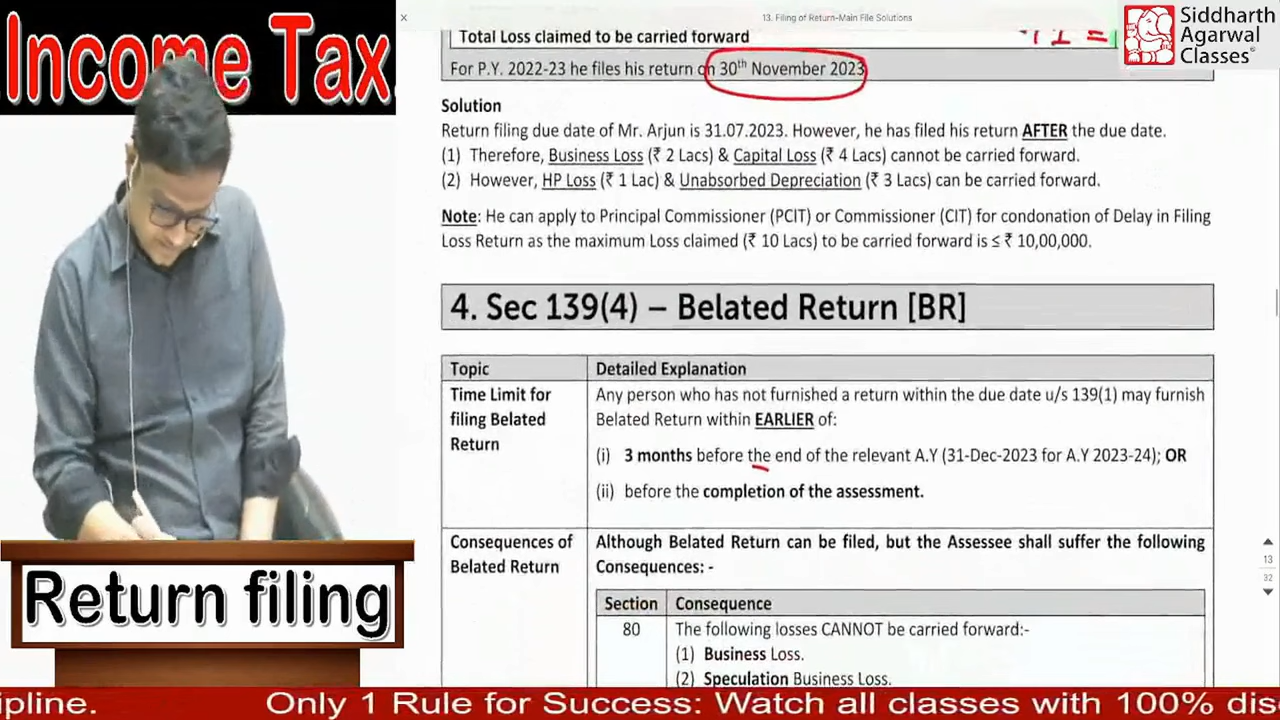 Income Tax.
Return filing
× 13. Filing of Return-Main File Solutions
Siddharth
Agarwal
Classes®
Total Loss claimed to be carried forward
For P.Y. 2022-23 he files his return on 30th November 2023
Solution
Return filing due date of Mr. Arjun is 31.07.2023. However, he has filed his return AFTER the due date.
(1) Therefore, Business Loss (₹ 2 Lacs) & Capital Loss (₹ 4 Lacs) cannot be carried forward.
(2) However, HP Loss (₹ 1 Lac) & Unabsorbed Depreciation (₹ 3 Lacs) can be carried forward.
Note: He can apply to Principal Commissioner (PCIT) or Commissioner (CIT) for condonation of Delay in Filing
Loss Return as the maximum Loss claimed (₹ 10 Lacs) to be carried forward is ≤ ₹ 10,00,000.
4. Sec 139(4) – Belated Return [BR]
Topic Detailed Explanation
Time Limit for
filing Belated
Return
Any person who has not furnished a return within the due date u/s 139(1) may furnish
Belated Return within EARLIER of:
(i) 3 months before the end of the relevant A.Y (31-Dec-2023 for A.Y 2023-24); OR
(ii) before the completion of the assessment.
Consequences of
Belated Return
Although Belated Return can be filed, but the Assessee shall suffer the following
Consequences: -
Section Consequence
80 The following losses CANNOT be carried forward:-
(1) Business Loss.
(2) Speculation Business Loss.
13
32
ipline. Only 1 Rule for Success: Watch all classes with 100% dis